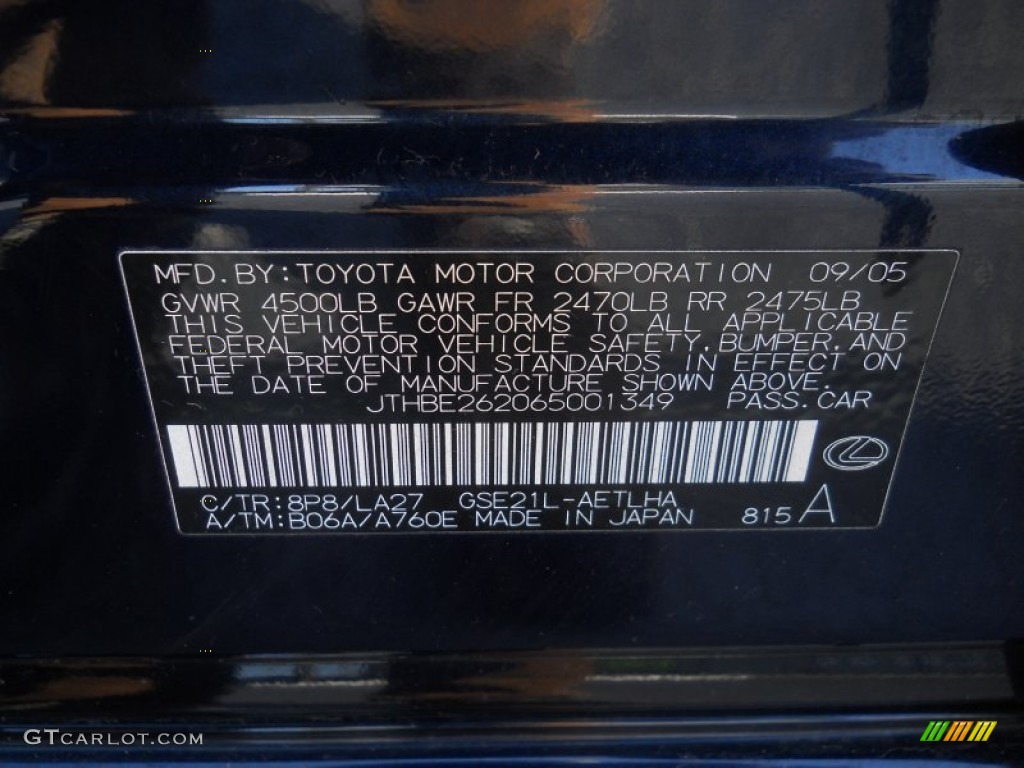 MFD.BY:TOYOTA MOTOR CORPORATION 09/05
GVWR 4500LB GAWR FR 2470LB RR 2475LB
THIS VEHICLE CONFORMS TO ALL APPLICABLE
FEDERAL MOTOR VEHICLE SAFETY,BUMPER,AND
THEFT PREVENTION STANDARDS IN EFFECT ON
THE DATE OF MANUFACTURE SHOWN ABOVE.
JTHBE262065001349 PASS.CAR
C/TR:8P8/LA27 GSE21L-AETLHA
A/TM:B06A/A760E MADE IN JAPAN 815A
GTCARLOT.COM